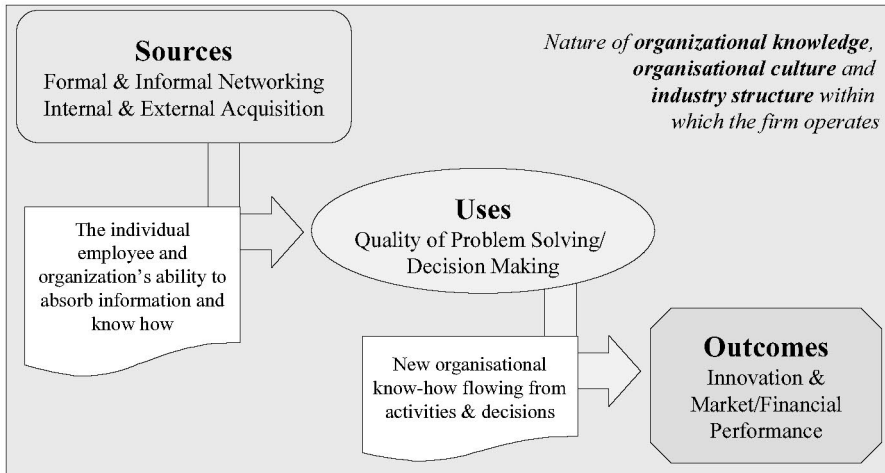 Sources
Formal & Informal Networking
Internal & External Acquisition
Nature of organizational knowledge,
organisational culture and
industry structure within
which the firm operates
The individual
employee and
organization's ability to
absorb information and
know how
Uses
Quality of Problem Solving/
Decision Making
New organisational
know-how flowing from
activities & decisions
Outcomes
Innovation &
Market/Financial
Performance